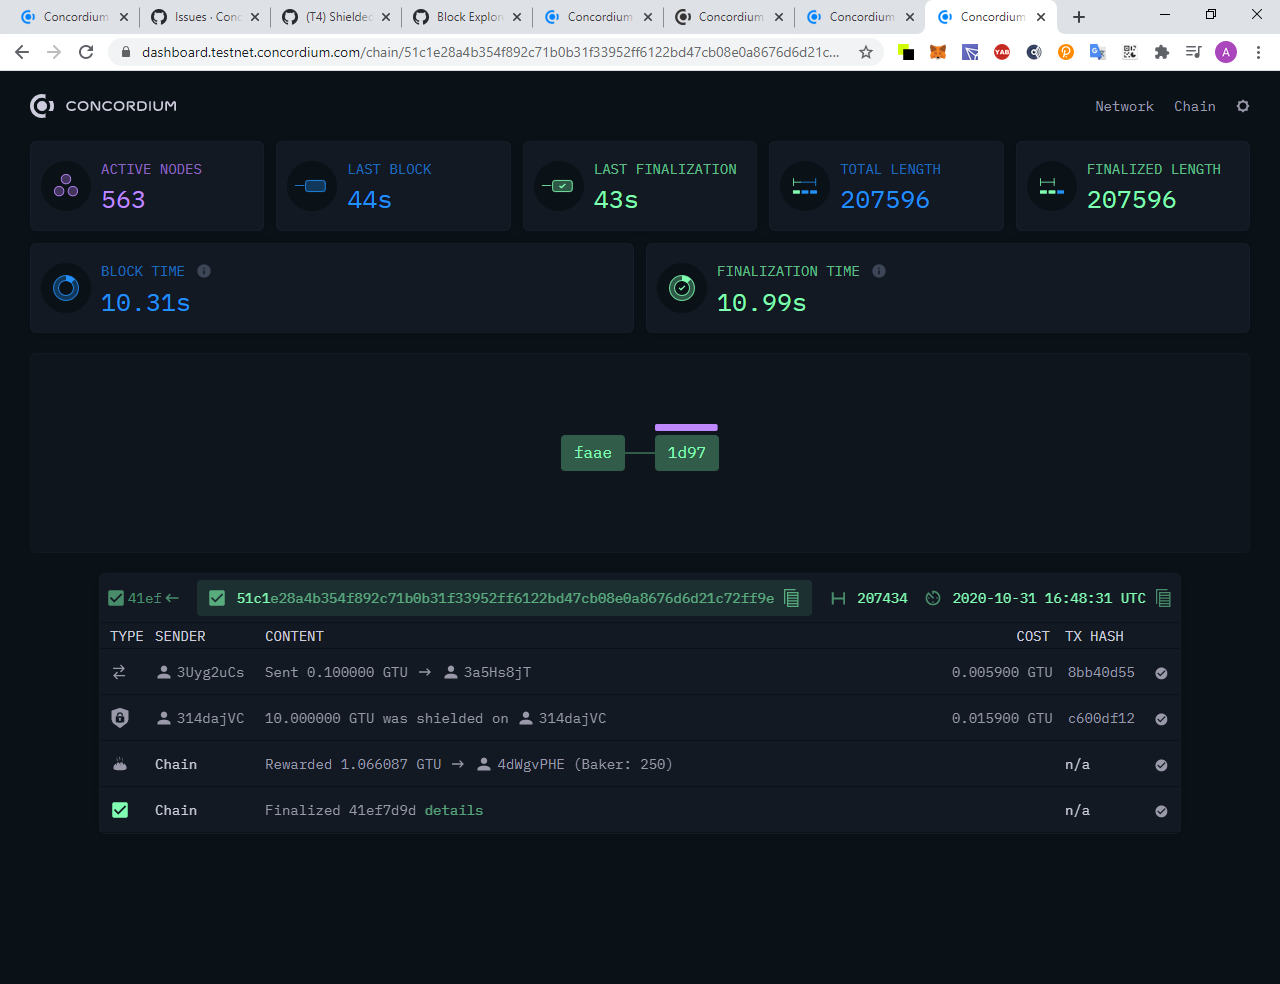 Concordium
Issues · Conc
(T4) Shielded
Block Explor
Concordium
Concordium
Concordium
Concordium
dashboard.testnet.concordium.com/chain/51c1e28a4b354f892c71b0b31f33952ff6122bd47cb08e0a8676d6d21c...
YAB
A
CONCORDIUM
Network Chain
ACTIVE NODES
563
LAST BLOCK
44s
LAST FINALIZATION
43s
TOTAL LENGTH
207596
FINALIZED LENGTH
207596
BLOCK TIME
10.31s
FINALIZATION TIME
10.99s
faae
1d97
41ef← 51c1e28a4b354f892c71b0b31f33952ff6122bd47cb08e0a8676d6d21c72ff9e 207434 2020-10-31 16:48:31 UTC
TYPE SENDER CONTENT COST TX HASH
3Uyg2uCs Sent 0.100000 GTU → 3a5Hs8jT 0.005900 GTU 8bb40d55
314dajVC 10.000000 GTU was shielded on 314dajVC 0.015900 GTU c600df12
Chain Rewarded 1.066087 GTU → 4dWgvPHE (Baker: 250) n/a
Chain Finalized 41ef7d9d details n/a